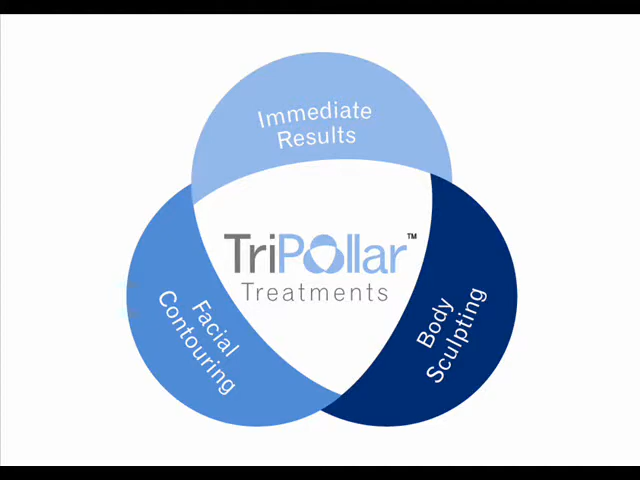 Immediate
Results
TriPollar™
Treatments
Facial
Contouring
Body
Sculpting